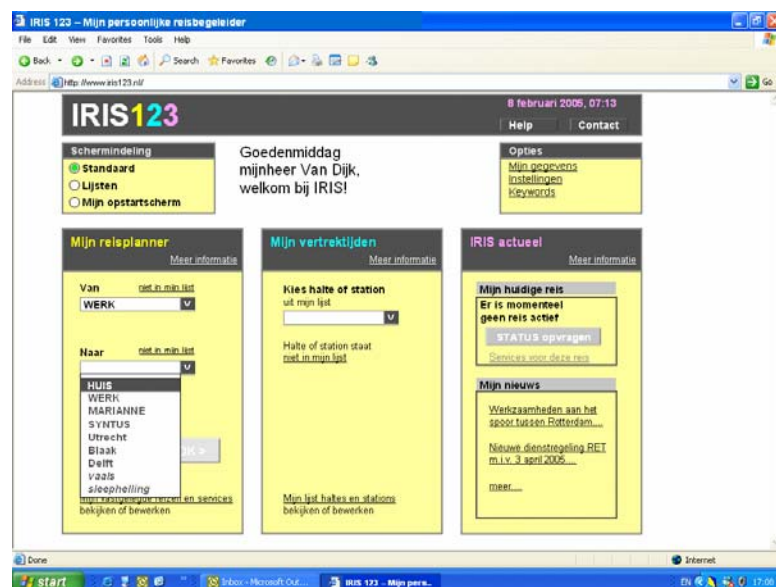 IRIS 123 – Mijn persoonlijke reisbegeleider
File Edit View Favorites Tools Help
Back Search Favorites
Address http://www.iris123.nl/ Go
IRIS123
8 februari 2005, 07:13
Help Contact
Schermindeling
Standaard
Lijsten
Mijn opstartscherm
Goedenmiddag
mijnheer Van Dijk,
welkom bij IRIS!
Opties
Mijn gegevens
Instellingen
Keywords
Mijn reisplanner
Meer informatie
Van niet in mijn lijst
WERK
Naar niet in mijn lijst
HUIS
WERK
MARIANNE
SYNTUS
Utrecht
Blaak
Delft
vaals
sleephelling
OK >
reizen en services
bekijken of bewerken
Mijn vertrektijden
Meer informatie
Kies halte of station
uit mijn lijst
Halte of station staat
niet in mijn lijst
Mijn lijst haltes en stations
bekijken of bewerken
IRIS actueel
Meer informatie
Mijn huidige reis
Er is momenteel
geen reis actief
STATUS opvragen
Services voor deze reis
Mijn nieuws
Werkzaamheden aan het
spoor tussen Rotterdam....
Nieuwe dienstregeling RET
m.i.v. 3 april 2005....
meer....
Done Internet
start Inbox - Microsoft Out... IRIS 123 - Mijn pers... EN 17:00